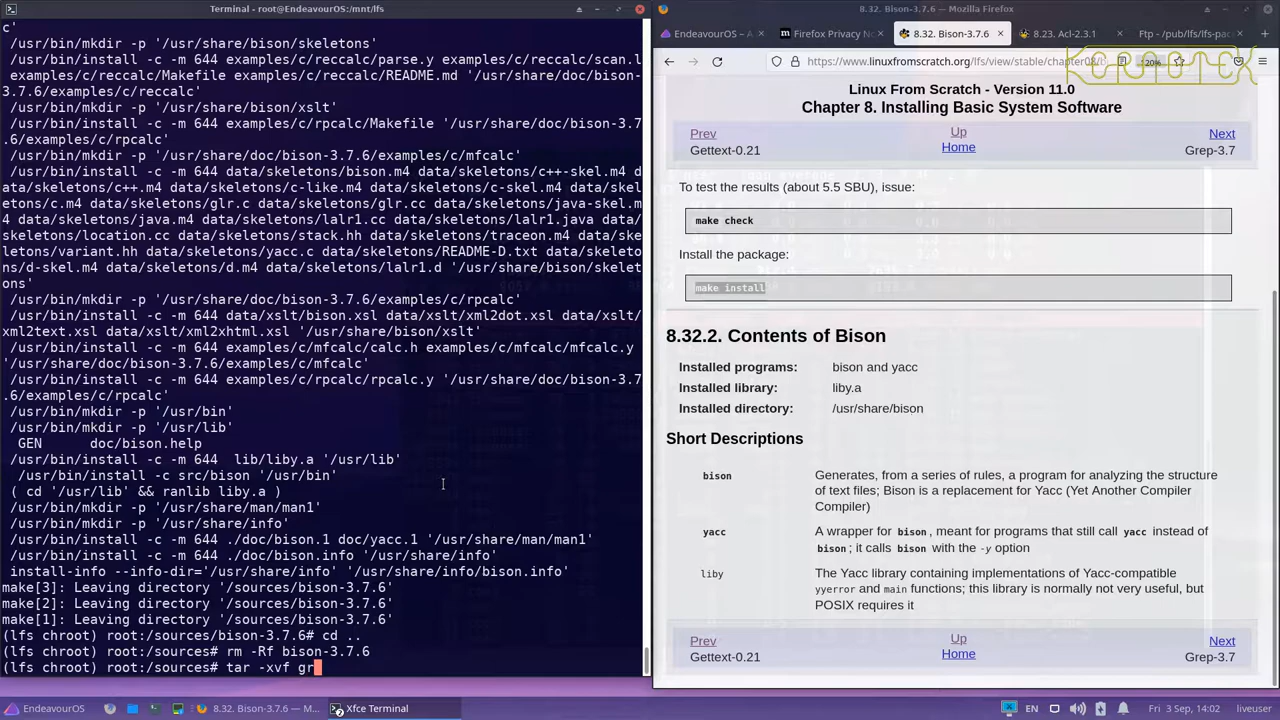 Terminal - root@EndeavourOS:/mnt/lfs
c'
/usr/bin/mkdir -p '/usr/share/bison/skeletons'
/usr/bin/install -c -m 644 examples/c/reccalc/parse.y examples/c/reccalc/scan.l
examples/c/reccalc/Makefile examples/c/reccalc/README.md '/usr/share/doc/bison-
3.7.6/examples/c/reccalc'
/usr/bin/mkdir -p '/usr/share/bison/xslt'
/usr/bin/install -c -m 644 examples/c/rpcalc/Makefile '/usr/share/doc/bison-3.7
.6/examples/c/rpcalc'
/usr/bin/mkdir -p '/usr/share/doc/bison-3.7.6/examples/c/mfcalc'
/usr/bin/install -c -m 644 data/skeletons/bison.m4 data/skeletons/c++-skel.m4 d
ata/skeletons/c++.m4 data/skeletons/c-like.m4 data/skeletons/c-skel.m4 data/skel
etons/c.m4 data/skeletons/glr.c data/skeletons/glr.cc data/skeletons/java-skel.m
4 data/skeletons/java.m4 data/skeletons/lalr1.cc data/skeletons/lalr1.java data/
skeletons/location.cc data/skeletons/stack.hh data/skeletons/traceon.m4 data/ske
letons/variant.hh data/skeletons/yacc.c data/skeletons/README-D.txt data/skeleto
ns/d-skel.m4 data/skeletons/d.m4 data/skeletons/lalr1.d '/usr/share/bison/skelet
ons'
/usr/bin/mkdir -p '/usr/share/doc/bison-3.7.6/examples/c/rpcalc'
/usr/bin/install -c -m 644 data/xslt/bison.xsl data/xslt/xml2dot.xsl data/xslt/
xml2text.xsl data/xslt/xml2xhtml.xsl '/usr/share/bison/xslt'
/usr/bin/install -c -m 644 examples/c/mfcalc/calc.h examples/c/mfcalc/mfcalc.y
'/usr/share/doc/bison-3.7.6/examples/c/mfcalc'
/usr/bin/install -c -m 644 examples/c/rpcalc/rpcalc.y '/usr/share/doc/bison-3.7
.6/examples/c/rpcalc'
/usr/bin/mkdir -p '/usr/bin'
/usr/bin/mkdir -p '/usr/lib'
GEN doc/bison.help
/usr/bin/install -c -m 644 lib/liby.a '/usr/lib'
/usr/bin/install -c src/bison '/usr/bin'
( cd '/usr/lib' && ranlib liby.a )
/usr/bin/mkdir -p '/usr/share/man/man1'
/usr/bin/mkdir -p '/usr/share/info'
/usr/bin/install -c -m 644 ./doc/bison.1 doc/yacc.1 '/usr/share/man/man1'
/usr/bin/install -c -m 644 ./doc/bison.info '/usr/share/info'
install-info --info-dir='/usr/share/info' '/usr/share/info/bison.info'
make[3]: Leaving directory '/sources/bison-3.7.6'
make[2]: Leaving directory '/sources/bison-3.7.6'
make[1]: Leaving directory '/sources/bison-3.7.6'
(lfs chroot) root:/sources/bison-3.7.6# cd ..
(lfs chroot) root:/sources# rm -Rf bison-3.7.6
(lfs chroot) root:/sources# tar -xvf gr
8.32. Bison-3.7.6 — Mozilla Firefox
EndeavourOS – A
Firefox Privacy No
8.32. Bison-3.7.6
8.23. Acl-2.3.1
Ftp - pub/lfs/lfs-pac
https://www.linuxfromscratch.org/lfs/view/stable/chapter08/
120%
Linux From Scratch - Version 11.0
Chapter 8. Installing Basic System Software
Prev Up Next
Gettext-0.21 Home Grep-3.7
To test the results (about 5.5 SBU), issue:
make check
Install the package:
make install
8.32.2. Contents of Bison
Installed programs: bison and yacc
Installed library: liby.a
Installed directory: /usr/share/bison
Short Descriptions
bison Generates, from a series of rules, a program for analyzing the structure
of text files; Bison is a replacement for Yacc (Yet Another Compiler
Compiler)
yacc A wrapper for bison, meant for programs that still call yacc instead of
bison; it calls bison with the -y option
liby The Yacc library containing implementations of Yacc-compatible
yyerror and main functions; this library is normally not very useful, but
POSIX requires it
Prev Up Next
Gettext-0.21 Home Grep-3.7
EndeavourOS
8.32. Bison-3.7.6 — M...
Xfce Terminal
EN
Fri 3 Sep, 14:02
liveuser